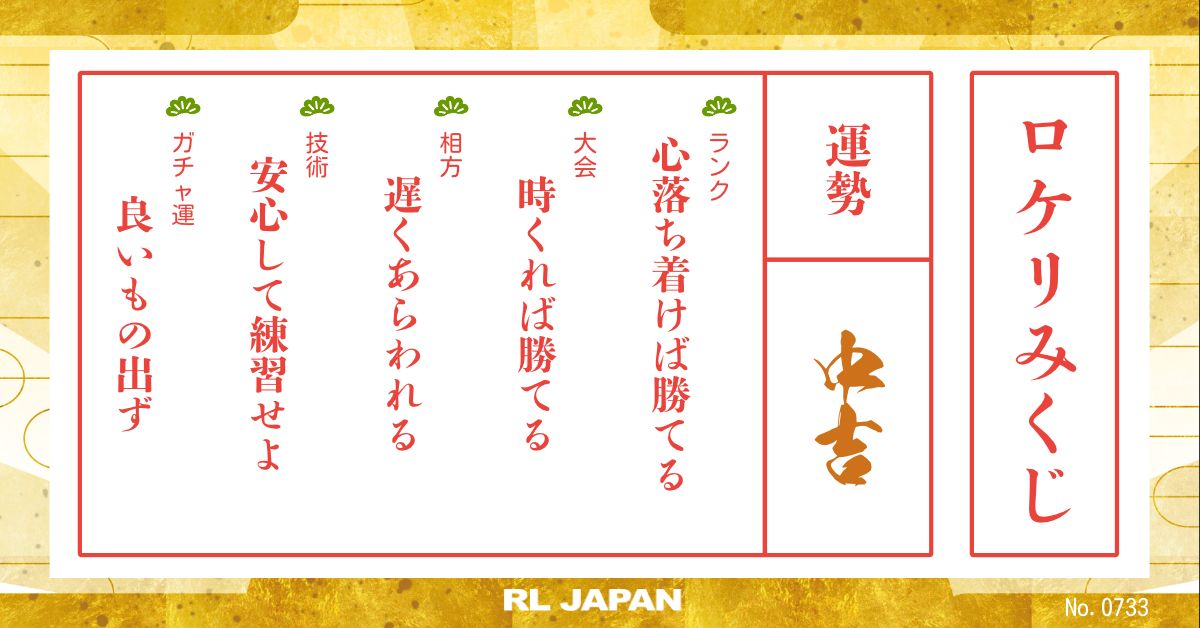 ロケリみくじ
運勢
中吉
ランク
心落ち着けば勝てる
大会
時くれば勝てる
相方
遅くあらわれる
技術
安心して練習せよ
ガチャ運
良いもの出ず
RL JAPAN
No. 0733